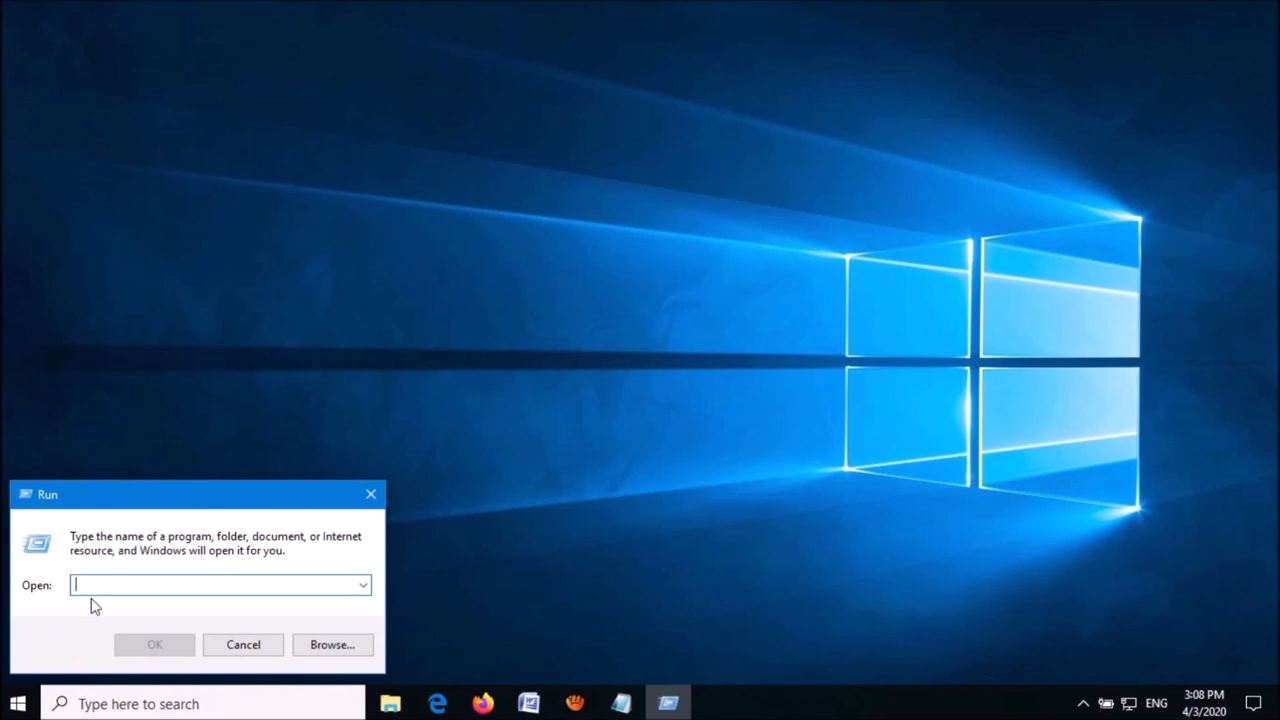 Run
Type the name of a program, folder, document, or Internet
resource, and Windows will open it for you.
Open:
OK
Cancel
Browse...
Type here to search
ENG
3:08 PM
4/3/2020